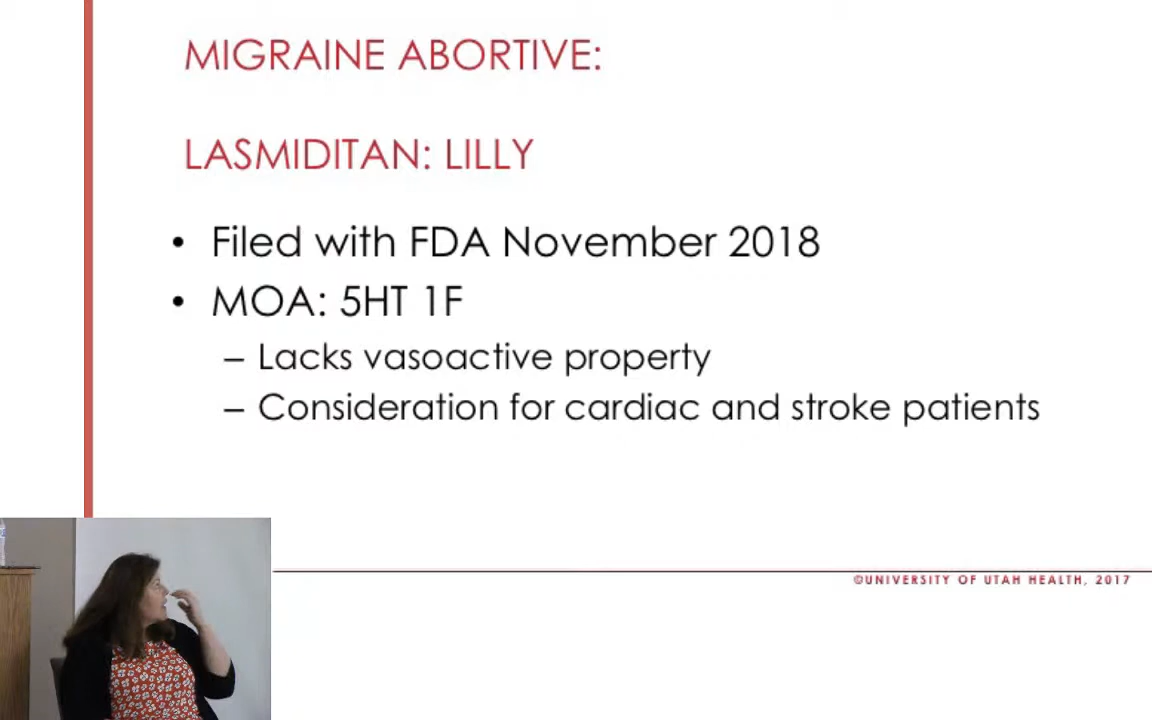 MIGRAINE ABORTIVE:
LASMIDITAN: LILLY
• Filed with FDA November 2018
• MOA: 5HT 1F
– Lacks vasoactive property
– Consideration for cardiac and stroke patients
©UNIVERSITY OF UTAH HEALTH, 2017